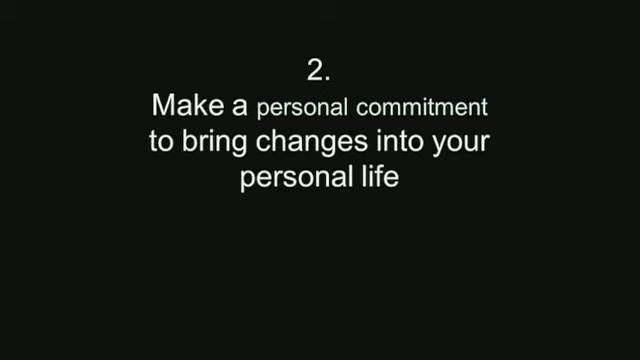 2.
Make a personal commitment
to bring changes into your
personal life